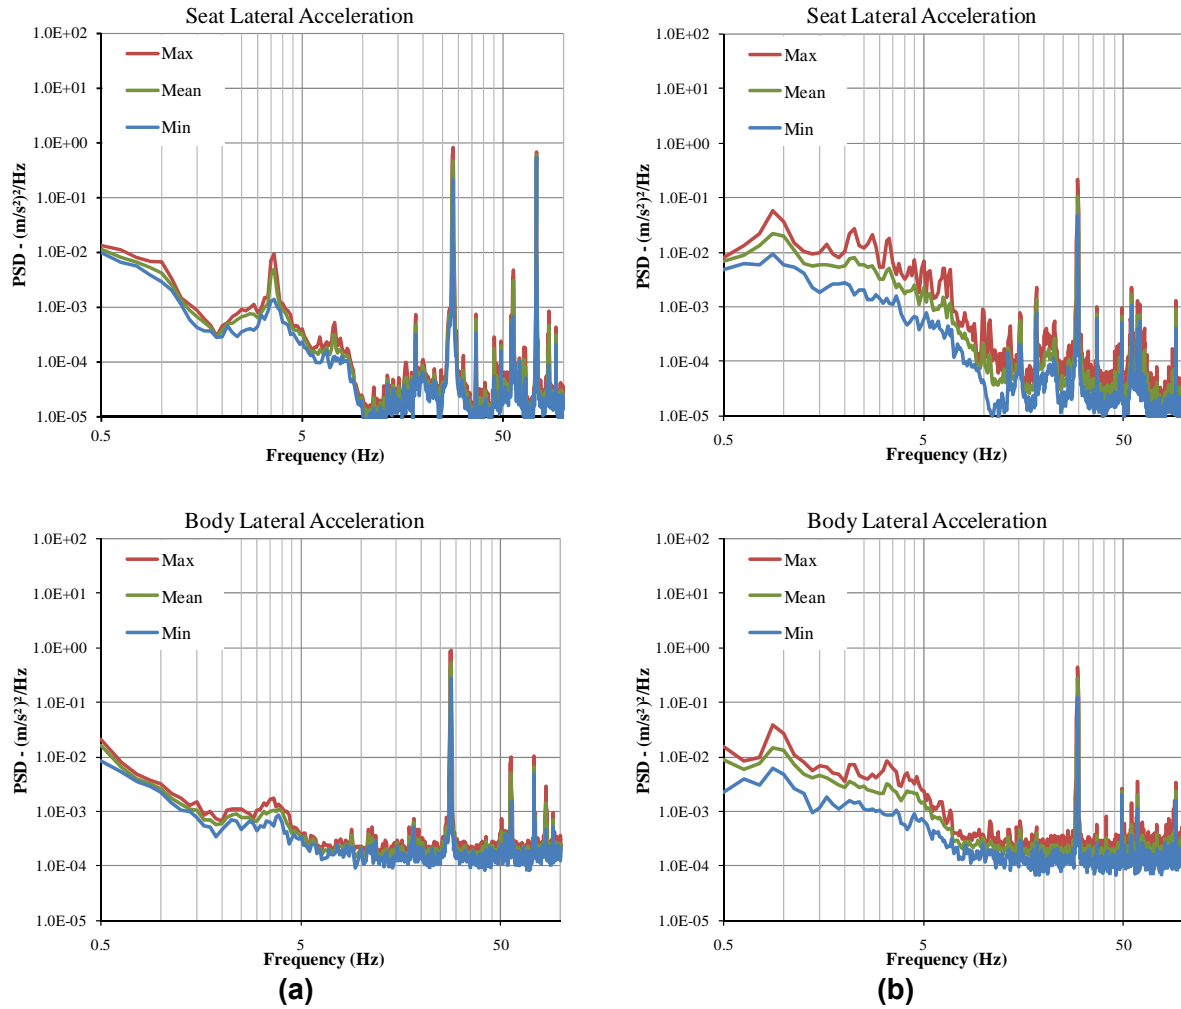 Seat Lateral Acceleration
1.0E+02
1.0E+01
1.0E+00
1.0E-01
1.0E-02
1.0E-03
1.0E-04
1.0E-05
PSD - (m/s²)²/Hz
Max
Mean
Min
0.5 5 50
Frequency (Hz)
Seat Lateral Acceleration
1.0E+02
1.0E+01
1.0E+00
1.0E-01
1.0E-02
1.0E-03
1.0E-04
1.0E-05
PSD - (m/s²)²/Hz
Max
Mean
Min
0.5 5 50
Frequency (Hz)
Body Lateral Acceleration
1.0E+02
1.0E+01
1.0E+00
1.0E-01
1.0E-02
1.0E-03
1.0E-04
1.0E-05
PSD - (m/s²)²/Hz
Max
Mean
Min
0.5 5 50
Frequency (Hz)
(a)
Body Lateral Acceleration
1.0E+02
1.0E+01
1.0E+00
1.0E-01
1.0E-02
1.0E-03
1.0E-04
1.0E-05
PSD - (m/s²)²/Hz
Max
Mean
Min
0.5 5 50
Frequency (Hz)
(b)